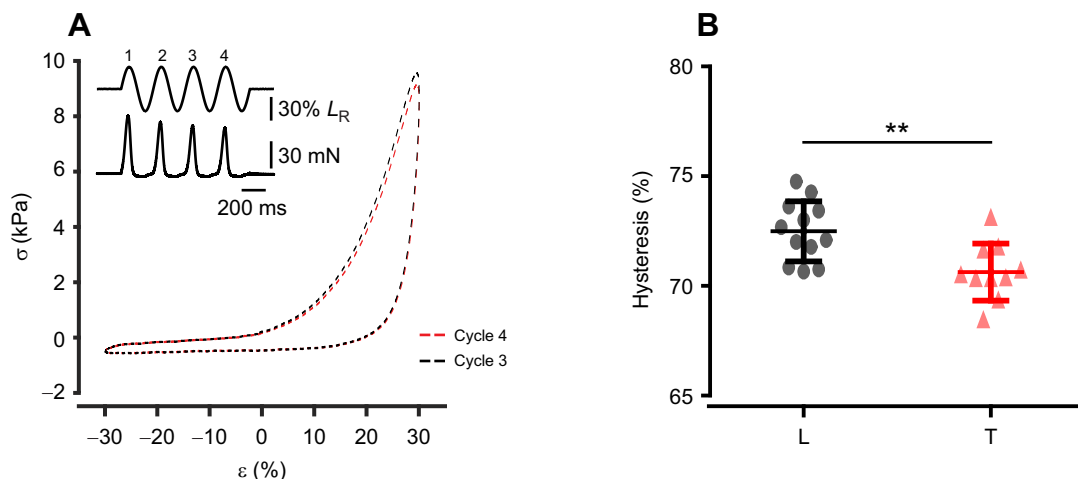 A
1 2 3 4
30% L_R
30 mN
200 ms
10
8
6
4
2
0
−2
σ (kPa)
Cycle 4
Cycle 3
−30 −20 −10 0 10 20 30
ε (%)
B
**
80
75
70
65
Hysteresis (%)
L T